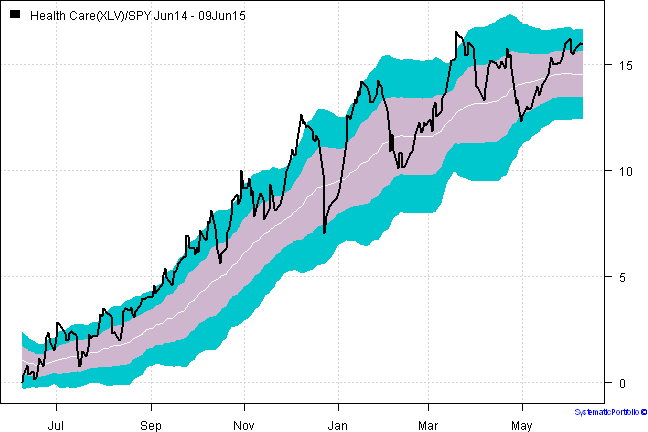 Health Care(XLV)/SPY Jun14 - 09Jun15
15
10
5
0
Jul Sep Nov Jan Mar May
SystematicPortfolio ©